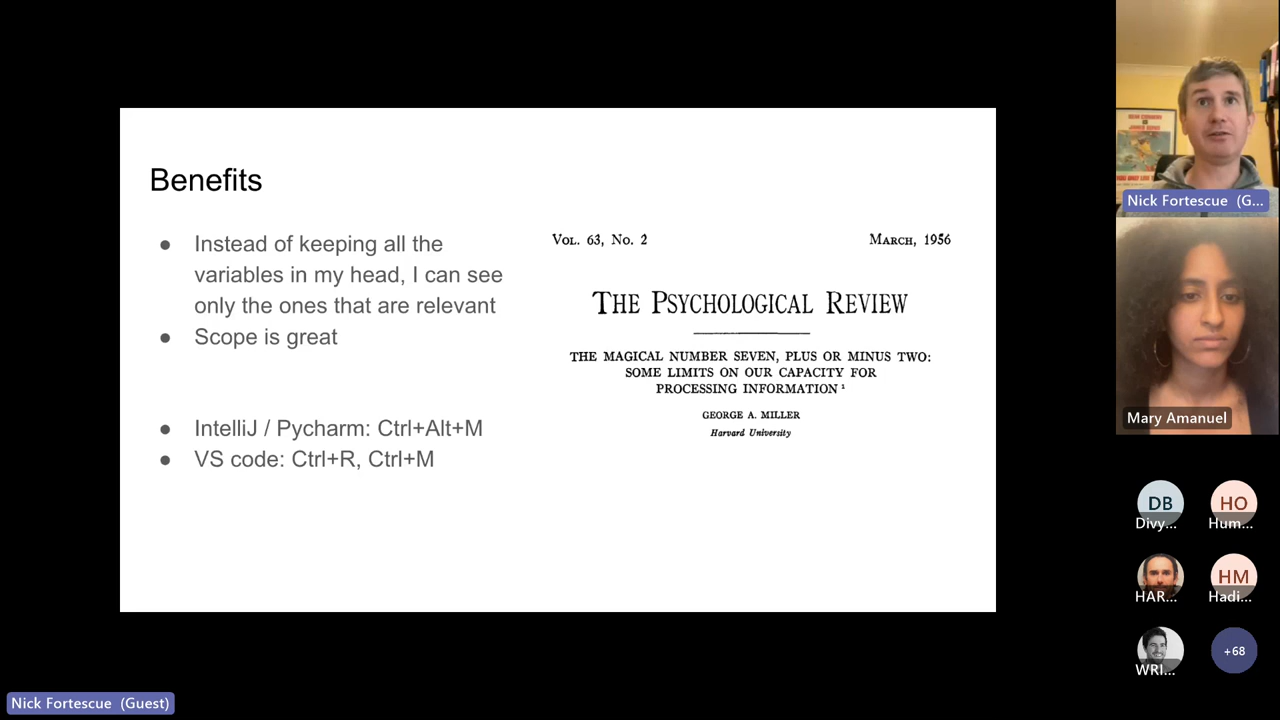 Benefits
● Instead of keeping all the
variables in my head, I can see
only the ones that are relevant
● Scope is great
● IntelliJ / Pycharm: Ctrl+Alt+M
● VS code: Ctrl+R, Ctrl+M
VOL. 63, No. 2
MARCH, 1956
THE PSYCHOLOGICAL REVIEW
THE MAGICAL NUMBER SEVEN, PLUS OR MINUS TWO:
SOME LIMITS ON OUR CAPACITY FOR
PROCESSING INFORMATION ¹
GEORGE A. MILLER
Harvard University
Nick Fortescue (G...
Mary Amanuel
DB
Divy...
HO
Hum...
HAR...
HM
Hadi...
WRI...
+68
Nick Fortescue (Guest)